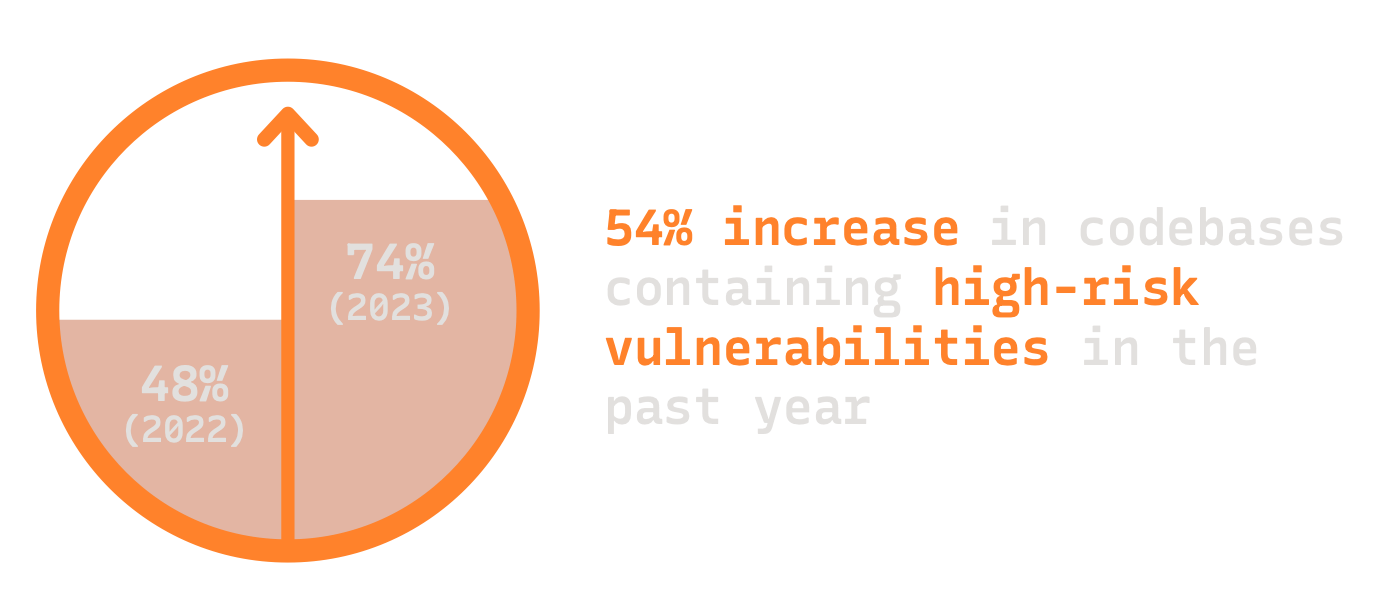 74%
(2023)
48%
(2022)
54% increase in codebases
containing high-risk
vulnerabilities in the
past year